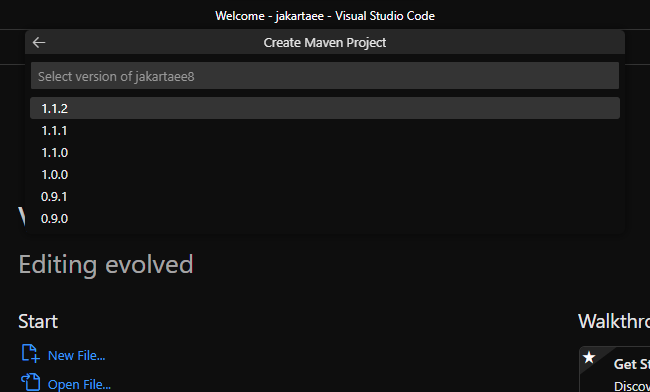 Welcome - jakartaee - Visual Studio Code
Create Maven Project
Select version of jakartaee8
1.1.2
1.1.1
1.1.0
1.0.0
0.9.1
0.9.0
Editing evolved
Start
Walkthro
New File...
Get St
Open File...
Discov